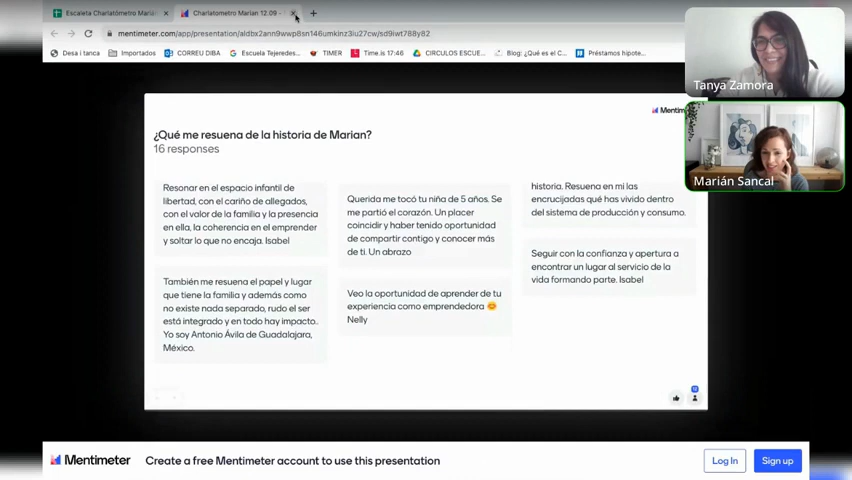 Escaleta Charlatómetro Marián
Charlatometro Marian 12.09 -
mentimeter.com/app/presentation/aldbx2ann9wwp8sn146umkinz3iu27cw/sd9iwt788y82
Desa i tanca
Importados
CORREU DIBA
Escuela Tejeredes...
TIMER
Time.is 17:46
CIRCULOS ESCUE...
Blog: ¿Qué es el C...
Préstamos hipote...
Tanya Zamora
Marián Sancal
Mentim
¿Qué me resuena de la historia de Marian?
16 responses
Resonar en el espacio infantil de
libertad, con el cariño de allegados,
con el valor de la familia y la presencia
en ella, la coherencia en el emprender
y soltar lo que no encaja. Isabel
También me resuena el papel y lugar
que tiene la familia y además como
no existe nada separado, rudo el ser
está integrado y en todo hay impacto..
Yo soy Antonio Ávila de Guadalajara,
México.
Querida me tocó tu niña de 5 años. Se
me partió el corazón. Un placer
coincidir y haber tenido oportunidad
de compartir contigo y conocer más
de ti. Un abrazo
Veo la oportunidad de aprender de tu
experiencia como emprendedora 😊
Nelly
historia. Resuena en mi las
encrucijadas qué has vivido dentro
del sistema de producción y consumo.
Seguir con la confianza y apertura a
encontrar un lugar al servicio de la
vida formando parte. Isabel
Mentimeter
Create a free Mentimeter account to use this presentation
Log In
Sign up